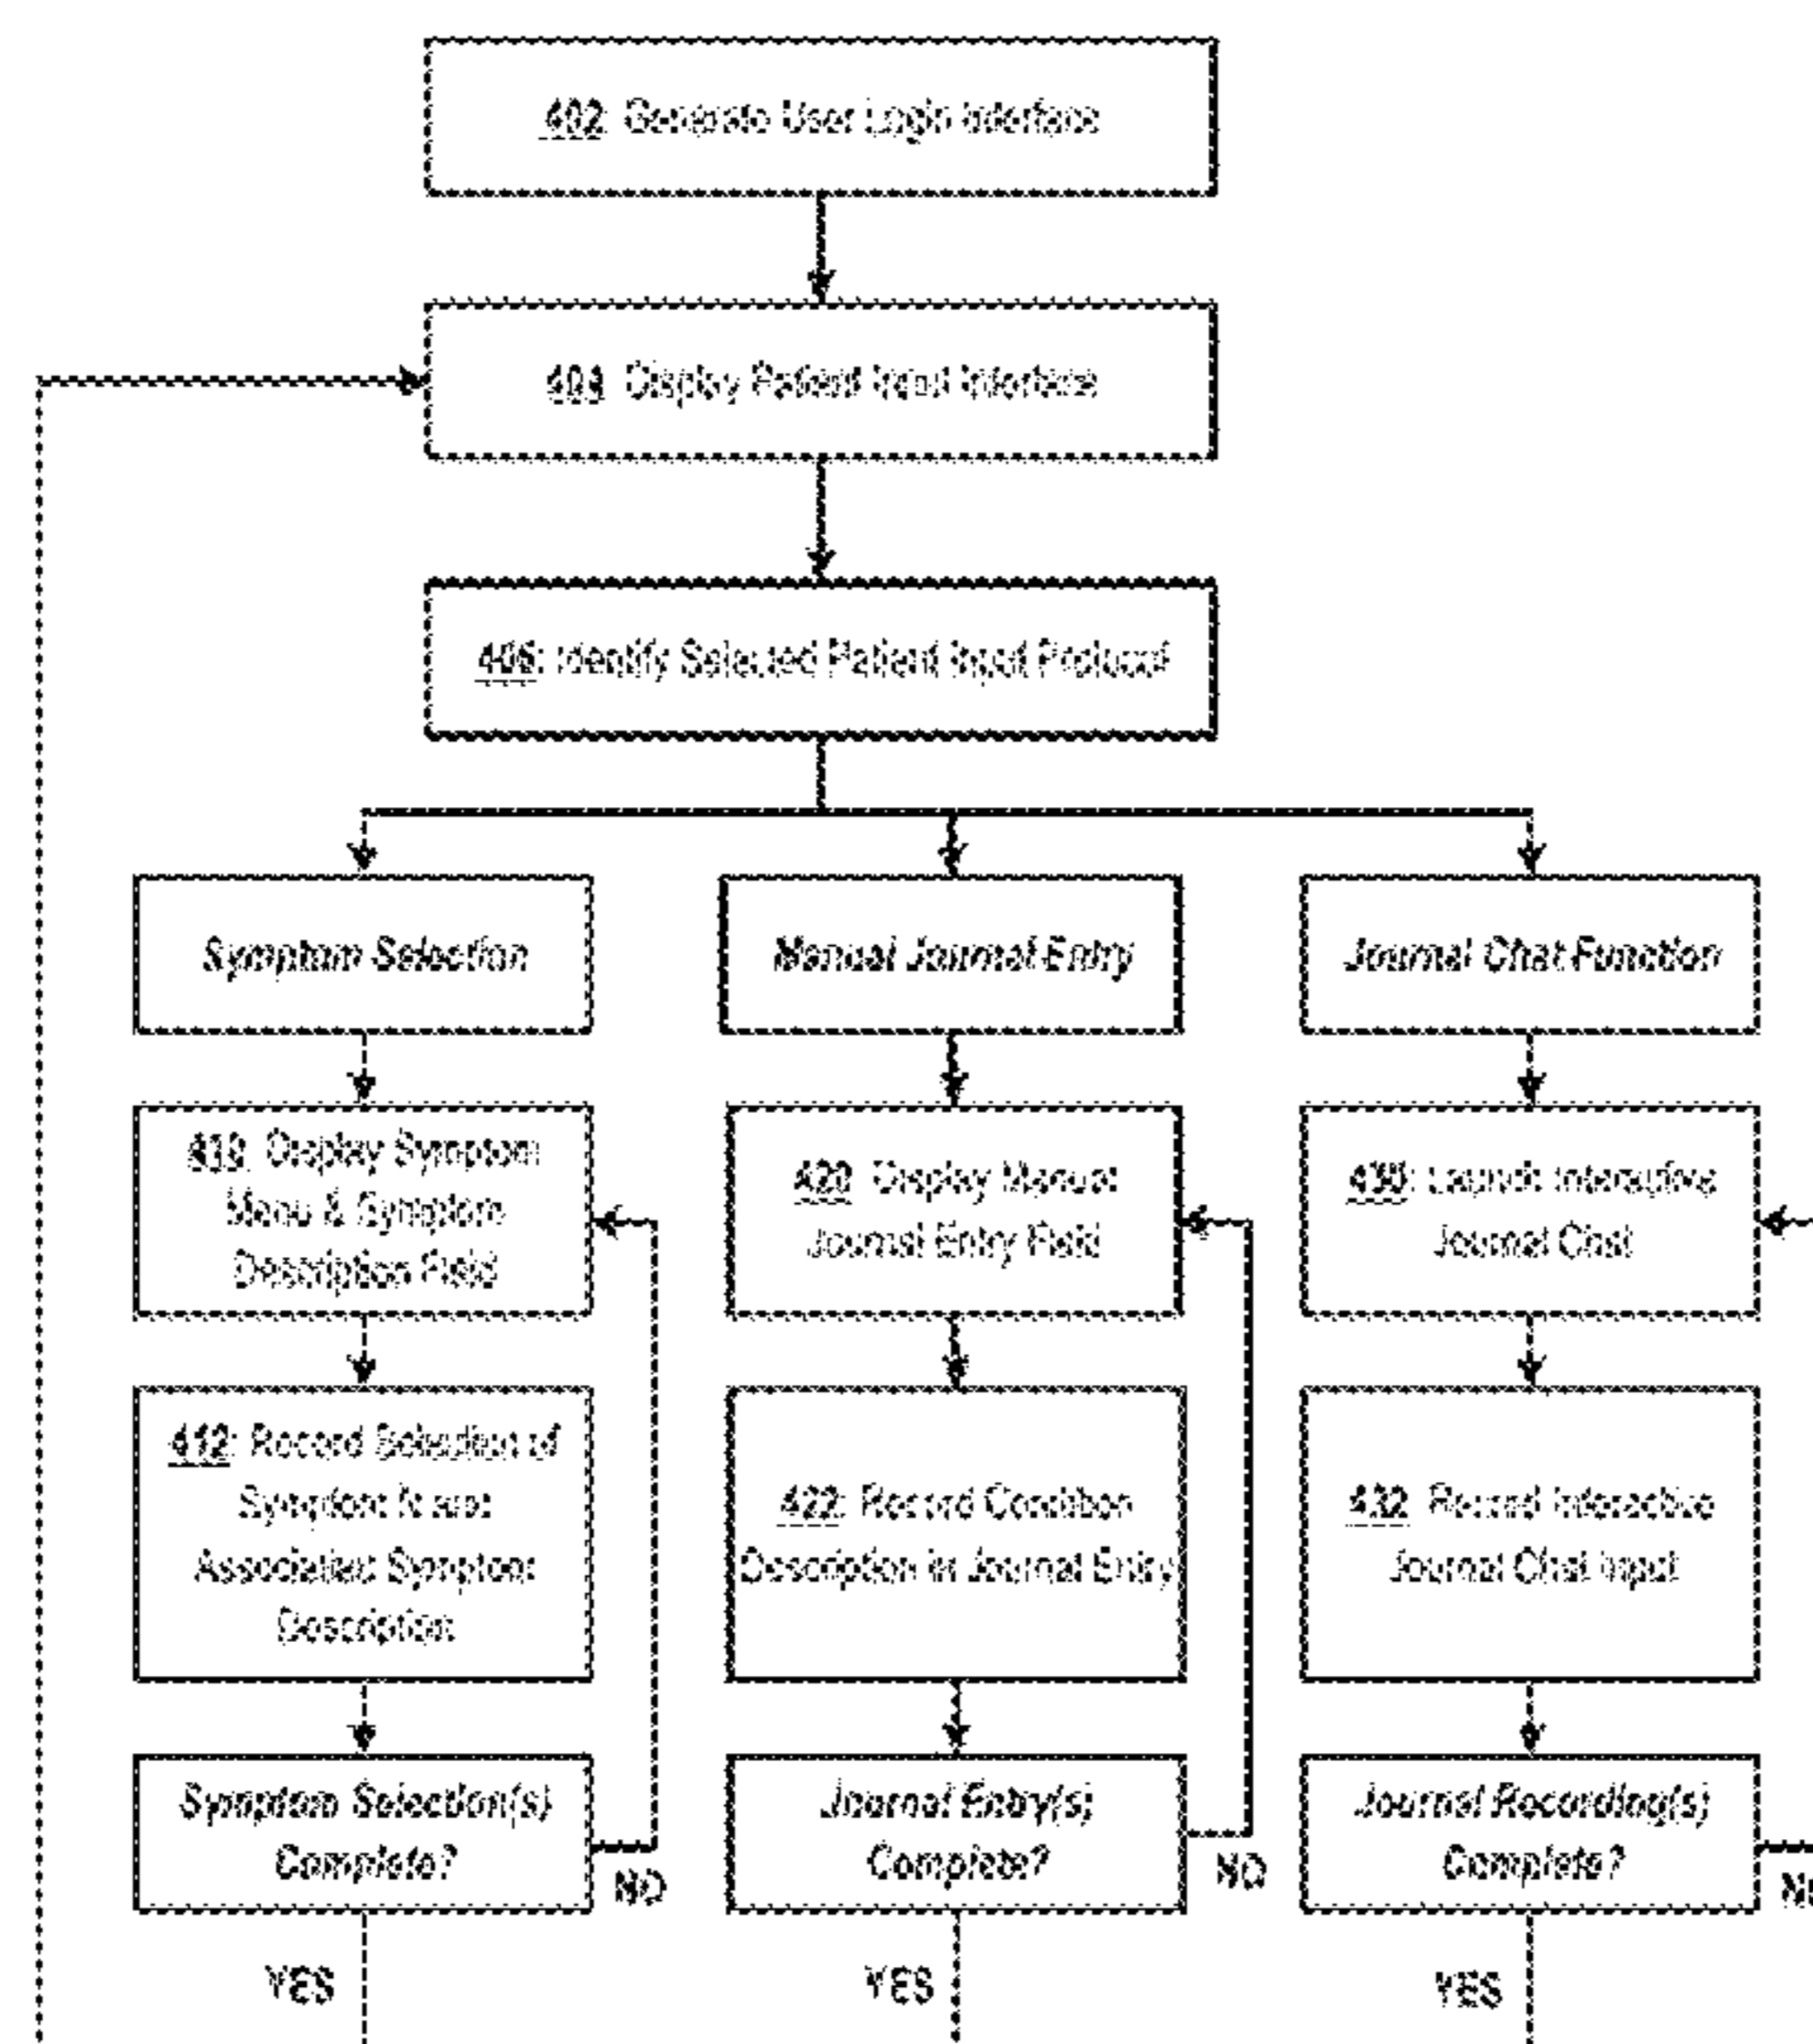 402: Generate User Login Interface
404: Display Patient Input Interface
406: Identify Selected Patient Input Protocol
Symptom Selection
Manual Journal Entry
Journal Chat Function
410: Display Symptom
Menu & Symptom
Description Field
420: Display Manual
Journal Entry Field
430: Launch Interactive
Journal Chat
412: Record Selection of
Symptom
Associated Symptom
Description
422: Record Condition
Description in Journal Entry
432: Record Interactive
Journal Chat Input
Symptom Selection(s)
Complete?
NO
Journal Entry(s)
Complete?
NO
Journal Recording(s)
Complete?
YES
YES
YES